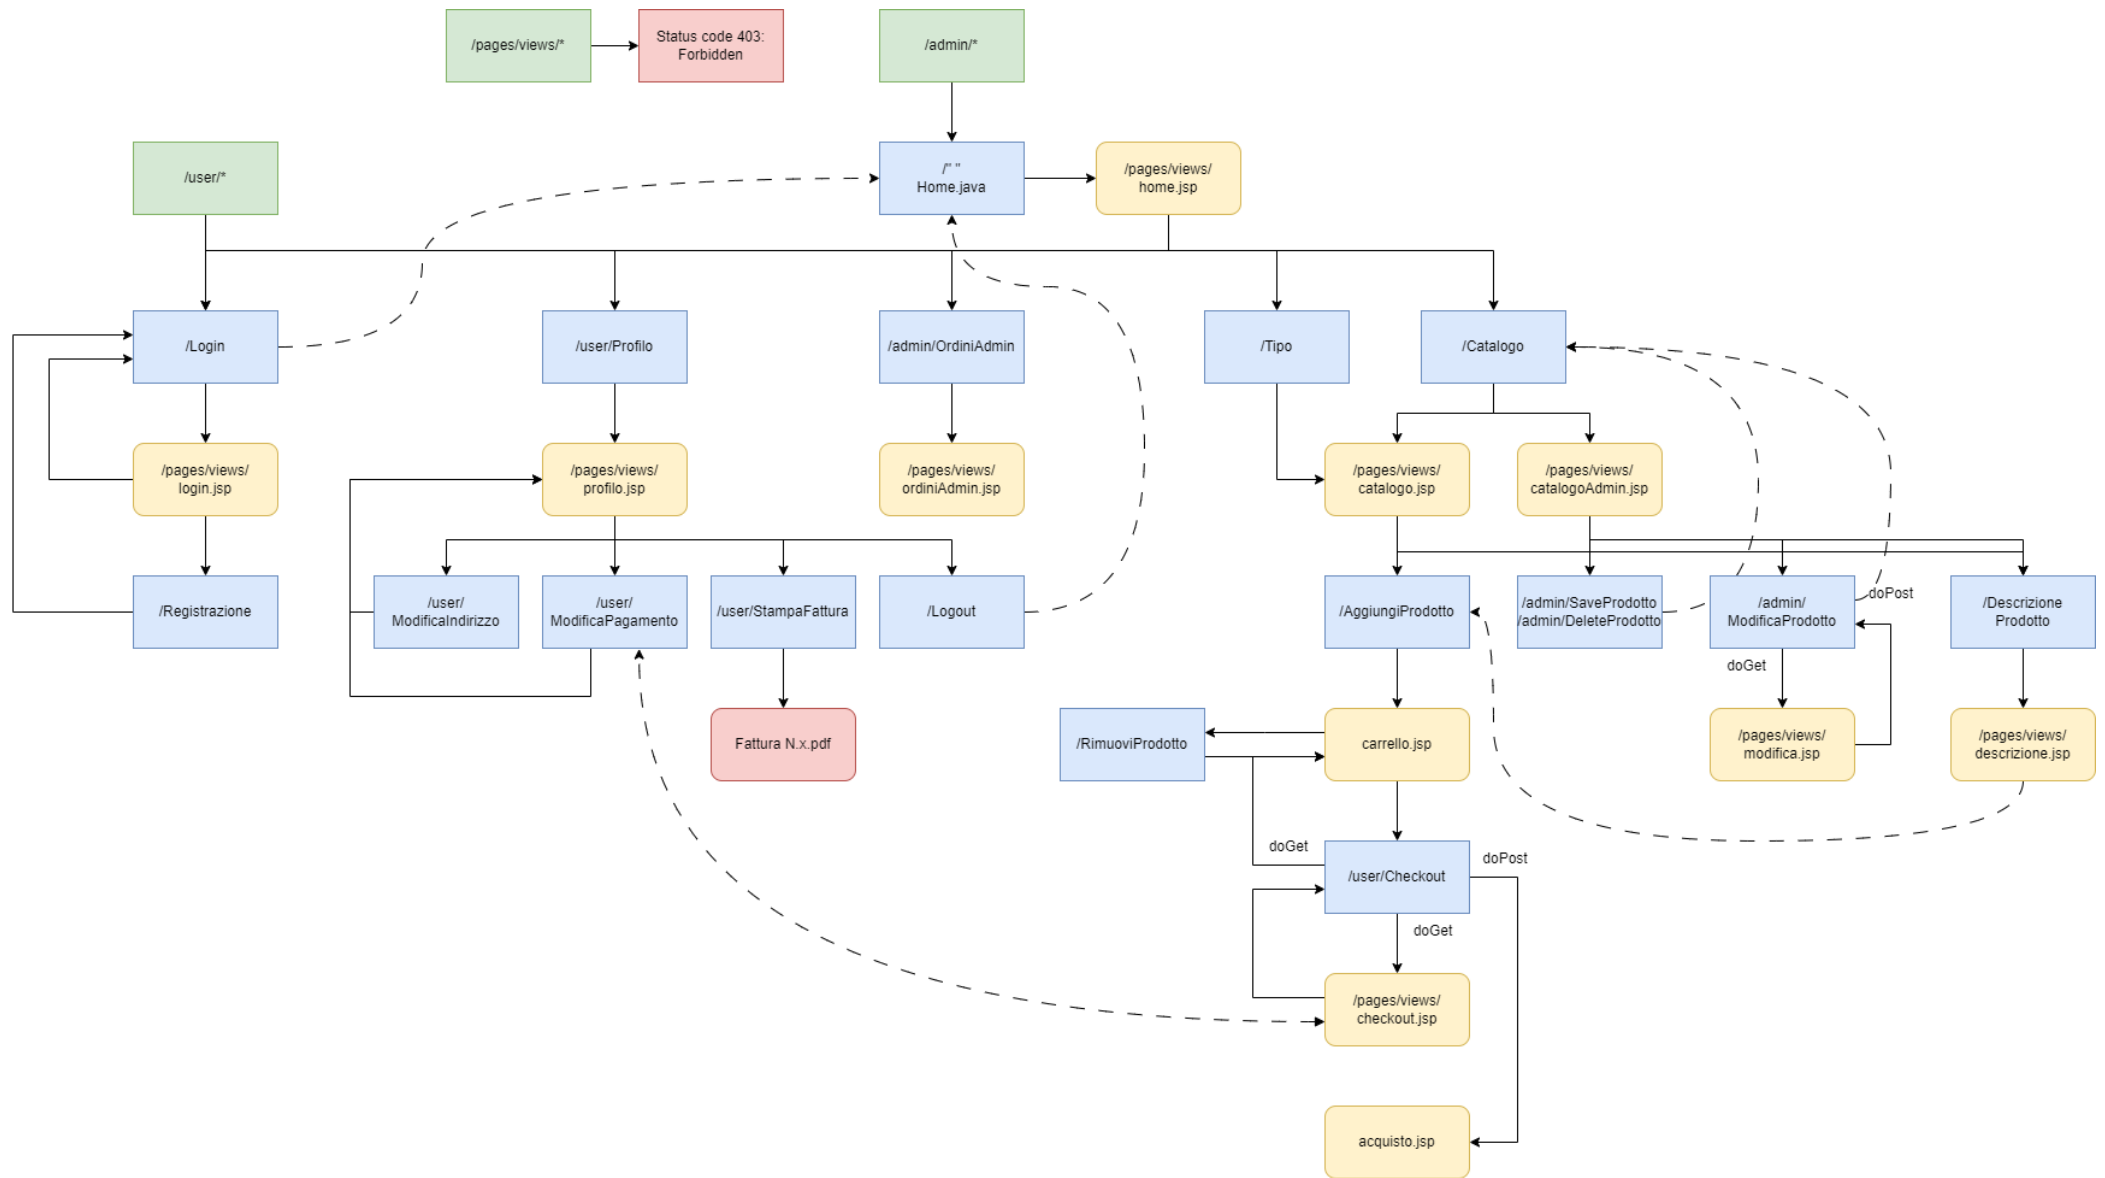 /pages/views/*
Status code 403:
Forbidden
/admin/*
/user/*
/" "
Home.java
/pages/views/
home.jsp
/Login
/user/Profilo
/admin/OrdiniAdmin
/Tipo
/Catalogo
/pages/views/
login.jsp
/pages/views/
profilo.jsp
/pages/views/
ordiniAdmin.jsp
/pages/views/
catalogo.jsp
/pages/views/
catalogoAdmin.jsp
/Registrazione
/user/
ModificaIndirizzo
/user/
ModificaPagamento
/user/StampaFattura
/Logout
/AggiungiProdotto
/admin/SaveProdotto
/admin/DeleteProdotto
/admin/
ModificaProdotto
doPost
/Descrizione
Prodotto
doGet
Fattura N.x.pdf
/RimuoviProdotto
carrello.jsp
/pages/views/
modifica.jsp
/pages/views/
descrizione.jsp
doGet
doPost
/user/Checkout
doGet
/pages/views/
checkout.jsp
acquisto.jsp